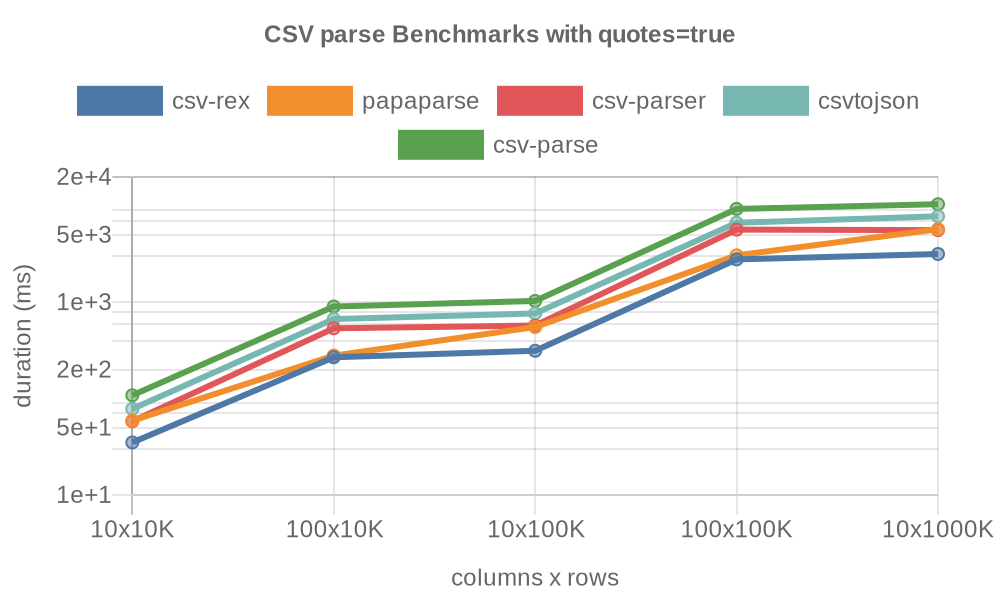 CSV parse Benchmarks with quotes=true
csv-rex papaparse csv-parser csvtojson
csv-parse
2e+4
5e+3
1e+3
2e+2
5e+1
1e+1
duration (ms)
10x10K 100x10K 10x100K 100x100K 10x1000K
columns x rows